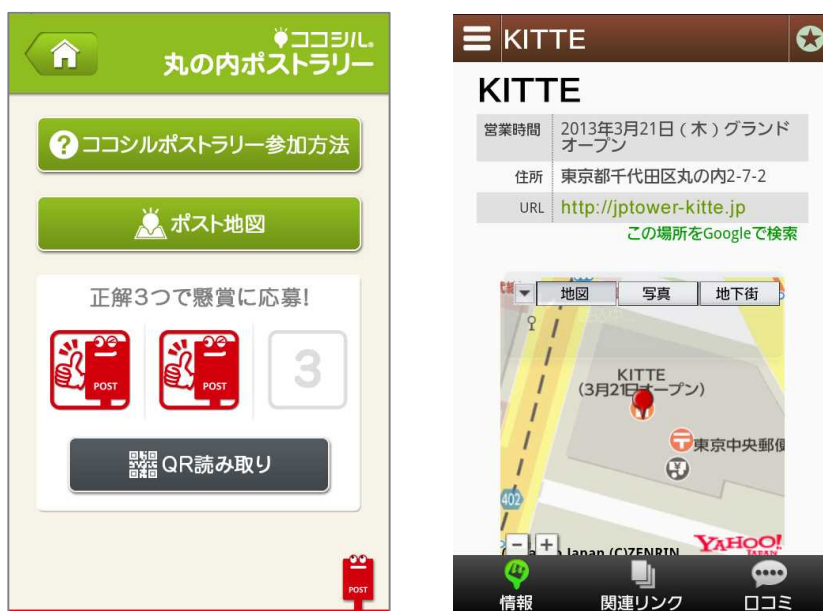 ココシル.
丸の内ポストラリー
?ココシルポストラリー参加方法
ポスト地図
正解3つで懸賞に応募!
POST
POST
3
QR読み取り
POST
KITTE
KITTE
営業時間 2013年3月21日(木)グランド
オープン
住所 東京都千代田区丸の内2-7-2
URL http://jptower-kitte.jp
この場所をGoogleで検索
地図 写真 地下街
KITTE
(3月21日オープン)
東京中央郵便
402
- +
Japan (C)ZENRIN
YAHOO!
JAPAN
情報 関連リンク 口コミ